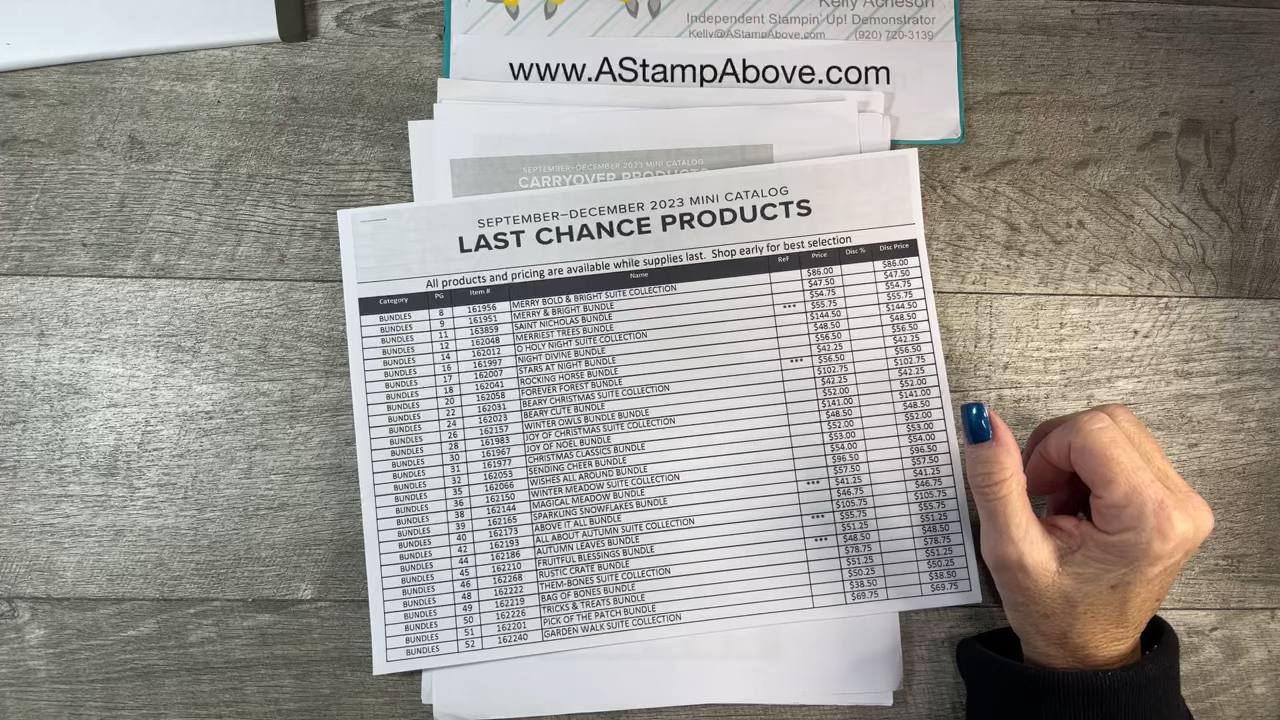 Kelly Acheson
Independent Stampin' Up! Demonstrator
Kelly@AStampAbove.com (920) 720-3139
www.AStampAbove.com
SEPTEMBER–DECEMBER 2023 MINI CATALOG
CARRYOVER PRODUCTS
SEPTEMBER–DECEMBER 2023 MINI CATALOG
LAST CHANCE PRODUCTS
All products and pricing are available while supplies last. Shop early for best selection
Category PG Item # Name Ref Price Disc % Disc Price
BUNDLES 8 161956 MERRY BOLD & BRIGHT SUITE COLLECTION $86.00 $86.00
BUNDLES 9 161951 MERRY & BRIGHT BUNDLE $47.50 $47.50
BUNDLES 11 163859 SAINT NICHOLAS BUNDLE $54.75 $54.75
BUNDLES 12 162048 MERRIEST TREES BUNDLE *** $55.75 $55.75
BUNDLES 14 162012 O HOLY NIGHT SUITE COLLECTION $144.50 $144.50
BUNDLES 16 161997 NIGHT DIVINE BUNDLE $48.50 $48.50
BUNDLES 17 162007 STARS AT NIGHT BUNDLE $56.50 $56.50
BUNDLES 18 162041 ROCKING HORSE BUNDLE $42.25 $42.25
BUNDLES 20 162058 FOREVER FOREST BUNDLE *** $56.50 $56.50
BUNDLES 22 162031 BEARY CHRISTMAS SUITE COLLECTION $102.75 $102.75
BUNDLES 24 162023 BEARY CUTE BUNDLE $42.25 $42.25
BUNDLES 26 162157 WINTER OWLS BUNDLE BUNDLE $52.00 $52.00
BUNDLES 28 161983 JOY OF CHRISTMAS SUITE COLLECTION $141.00 $141.00
BUNDLES 30 161967 JOY OF NOEL BUNDLE $48.50 $48.50
BUNDLES 31 161977 CHRISTMAS CLASSICS BUNDLE $52.00 $52.00
BUNDLES 32 162053 SENDING CHEER BUNDLE $53.00 $53.00
BUNDLES 35 162066 WISHES ALL AROUND BUNDLE $54.00 $54.00
BUNDLES 36 162150 WINTER MEADOW SUITE COLLECTION $96.50 $96.50
BUNDLES 38 162144 MAGICAL MEADOW BUNDLE $57.50 $57.50
BUNDLES 39 162165 SPARKLING SNOWFLAKES BUNDLE *** $41.25 $41.25
BUNDLES 40 162173 ABOVE IT ALL BUNDLE $46.75 $46.75
BUNDLES 42 162193 ALL ABOUT AUTUMN SUITE COLLECTION $105.75 $105.75
BUNDLES 44 162186 AUTUMN LEAVES BUNDLE *** $55.75 $55.75
BUNDLES 45 162210 FRUITFUL BLESSINGS BUNDLE $51.25 $51.25
BUNDLES 46 162268 RUSTIC CRATE BUNDLE *** $48.50 $48.50
BUNDLES 48 162222 THEM-BONES SUITE COLLECTION $78.75 $78.75
BUNDLES 49 162219 BAG OF BONES BUNDLE $51.25 $51.25
BUNDLES 50 162226 TRICKS & TREATS BUNDLE $50.25 $50.25
BUNDLES 51 162201 PICK OF THE PATCH BUNDLE $38.50 $38.50
BUNDLES 52 162240 GARDEN WALK SUITE COLLECTION $69.75 $69.75